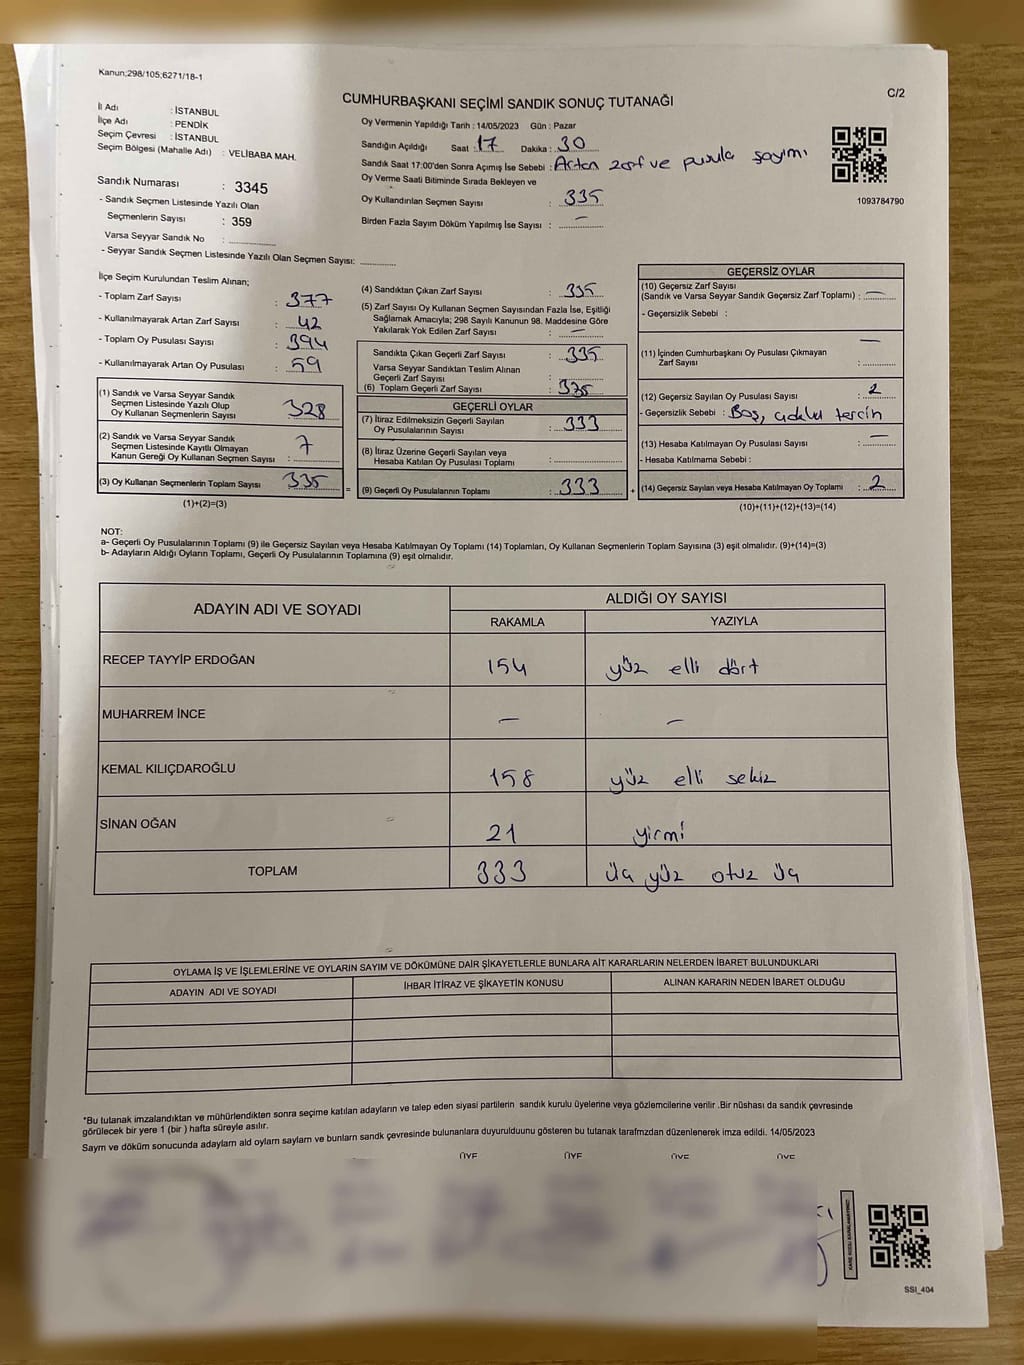 Kanun;298/105;6271/18-1
C/2
CUMHURBAŞKANI SEÇİMİ SANDIK SONUÇ TUTANAĞI
İl Adı : İSTANBUL
İlçe Adı : PENDİK
Seçim Çevresi : İSTANBUL
Seçim Bölgesi (Mahalle Adı) : VELİBABA MAH.
Sandık Numarası : 3345
- Sandık Seçmen Listesinde Yazılı Olan
Seçmenlerin Sayısı : 359
Varsa Seyyar Sandık No :
- Seyyar Sandık Seçmen Listesinde Yazılı Olan Seçmen Sayısı:
Oy Vermenin Yapıldığı Tarih : 14/05/2023 Gün : Pazar
Sandığın Açıldığı Saat : 17 Dakika : 30
Sandık Saat 17:00'den Sonra Açımış İse Sebebi : Artan zarf ve pusula sayımı
Oy Verme Saati Bitiminde Sırada Bekleyen ve
Oy Kullandırılan Seçmen Sayısı : 335
Birden Fazla Sayım Döküm Yapılmış İse Sayısı : —
1093784790
İlçe Seçim Kurulundan Teslim Alınan;
- Toplam Zarf Sayısı : 377
- Kullanılmayarak Artan Zarf Sayısı : 42
- Toplam Oy Pusulası Sayısı : 394
- Kullanılmayarak Artan Oy Pusulası : 59
(1) Sandık ve Varsa Seyyar Sandık
Seçmen Listesinde Yazılı Olup
Oy Kullanan Seçmenlerin Sayısı : 328
(2) Sandık ve Varsa Seyyar Sandık
Seçmen Listesinde Kayıtlı Olmayan
Kanun Gereği Oy Kullanan Seçmen Sayısı : 7
(3) Oy Kullanan Seçmenlerin Toplam Sayısı : 335
(1)+(2)=(3)
(4) Sandıktan Çıkan Zarf Sayısı : 335
(5) Zarf Sayısı Oy Kullanan Seçmen Sayısından Fazla İse, Eşitliği
Sağlamak Amacıyla; 298 Sayılı Kanunun 98. Maddesine Göre
Yakılarak Yok Edilen Zarf Sayısı : —
Sandıkta Çıkan Geçerli Zarf Sayısı : 335
Varsa Seyyar Sandıktan Teslim Alınan
Geçerli Zarf Sayısı :
(6) Toplam Geçerli Zarf Sayısı : 335
GEÇERLİ OYLAR
(7) İtiraz Edilmeksizin Geçerli Sayılan
Oy Pusulalarının Sayısı : 333
(8) İtiraz Üzerine Geçerli Sayılan veya
Hesaba Katılan Oy Pusulası Toplamı :
= (9) Geçerli Oy Pusulalarının Toplamı : 333
GEÇERSİZ OYLAR
(10) Geçersiz Zarf Sayısı
(Sandık ve Varsa Seyyar Sandık Geçersiz Zarf Toplamı) : —
- Geçersizlik Sebebi :
(11) İçinden Cumhurbaşkanı Oy Pusulası Çıkmayan —
Zarf Sayısı :
(12) Geçersiz Sayılan Oy Pusulası Sayısı : 2
- Geçersizlik Sebebi : Boş, çoklu tercih
(13) Hesaba Katılmayan Oy Pusulası Sayısı : —
- Hesaba Katılmama Sebebi :
+ (14) Geçersiz Sayılan veya Hesaba Katılmayan Oy Toplamı : 2
(10)+(11)+(12)+(13)=(14)
NOT:
a- Geçerli Oy Pusulalarının Toplamı (9) ile Geçersiz Sayılan veya Hesaba Katılmayan Oy Toplamı (14) Toplamları, Oy Kullanan Seçmenlerin Toplam Sayısına (3) eşit olmalıdır. (9)+(14)=(3)
b- Adayların Aldığı Oyların Toplamı, Geçerli Oy Pusulalarının Toplamına (9) eşit olmalıdır.
ADAYIN ADI VE SOYADI ALDIĞI OY SAYISI
RAKAMLA YAZIYLA
RECEP TAYYİP ERDOĞAN 154 yüz elli dört
MUHARREM İNCE — —
KEMAL KILIÇDAROĞLU 158 yüz elli sekiz
SİNAN OĞAN 21 yirmi
TOPLAM 333 üç yüz otuz üç
OYLAMA İŞ VE İŞLEMLERİNE VE OYLARIN SAYIM VE DÖKÜMÜNE DAİR ŞİKAYETLERLE BUNLARA AİT KARARLARIN NELERDEN İBARET BULUNDUKLARI
ADAYIN ADI VE SOYADI İHBAR İTİRAZ VE ŞİKAYETİN KONUSU ALINAN KARARIN NEDEN İBARET OLDUĞU
*Bu tutanak imzalandıktan ve mühürlendikten sonra seçime katılan adayların ve talep eden siyasi partilerin sandık kurulu üyelerine veya gözlemcilerine verilir .Bir nüshası da sandık çevresinde
görülecek bir yere 1 (bir ) hafta süreyle asılır.
Sayım ve döküm sonucunda adaylam ald oylarn saylam ve bunlarn sandk çevresinde bulunanlara duyurulduunu gösteren bu tutanak tarafmzdan düzenlenerek imza edildi. 14/05/2023
ÜYE ÜYE ÜYE ÜYE
SSI_404